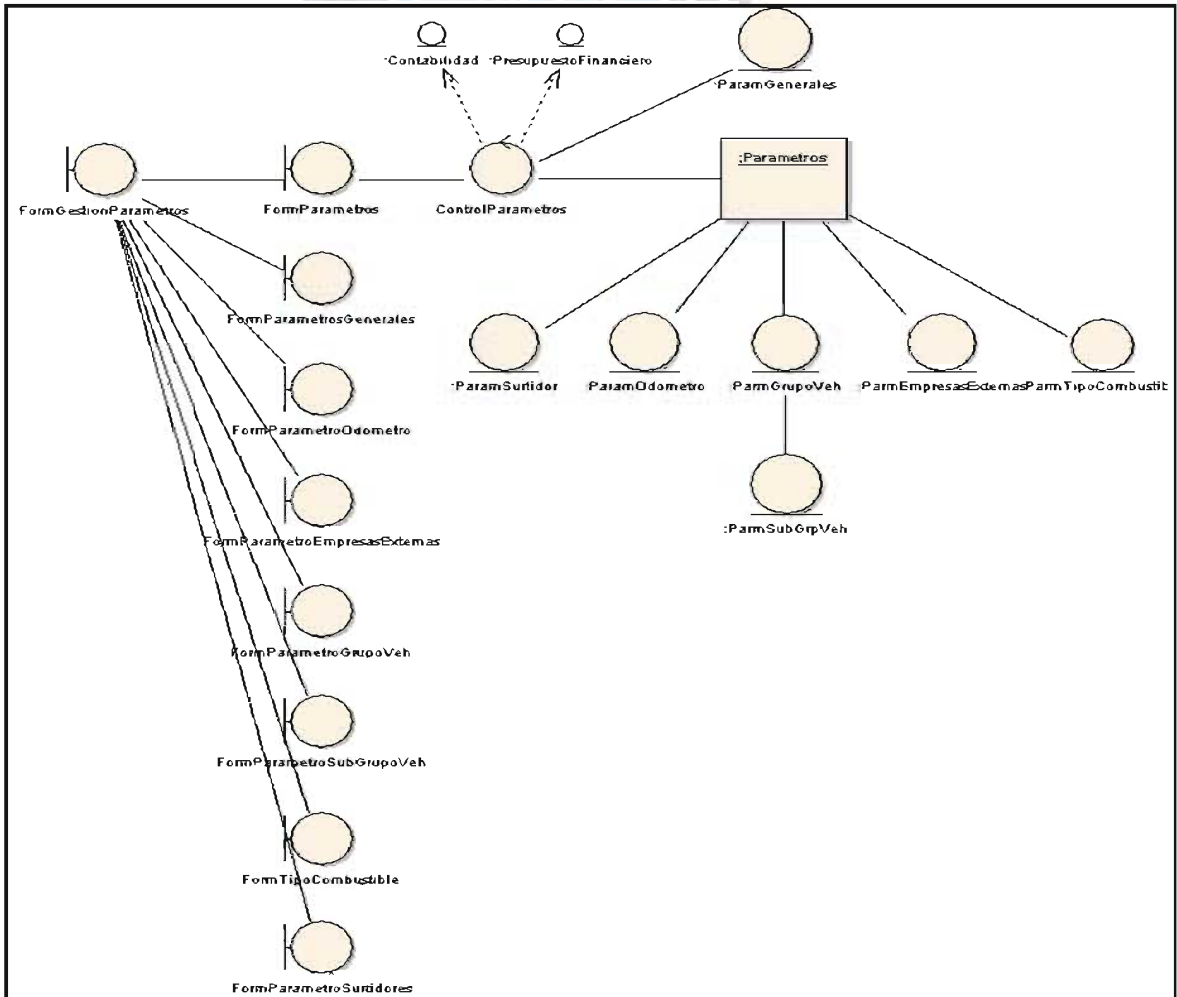 :Contabilidad
:PresupuestoFinanciero
:ParamGenerales
:Parametros
FormGestionParametros
FormParametros
ControlParametros
FormParametrosGenerales
:ParamSurtidor
:ParamOdometro
:ParmGrupoVeh
:ParmEmpresasExternas
ParmTipoCombustit
FormParametroOdometro
:ParmSubGrpVeh
FormParametroEmpresasExternas
FormParametroGrupoVeh
FormParametroSubGrupoVeh
FormTipoCombustible
FormParametroSurtidores